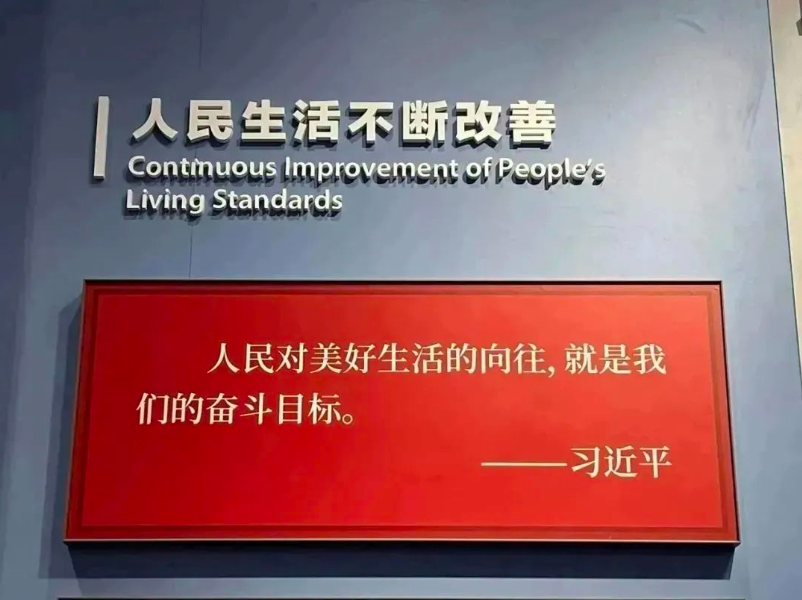 人民生活不断改善
Continuous Improvement of People's
Living Standards
人民对美好生活的向往，就是我
们的奋斗目标。
——习近平